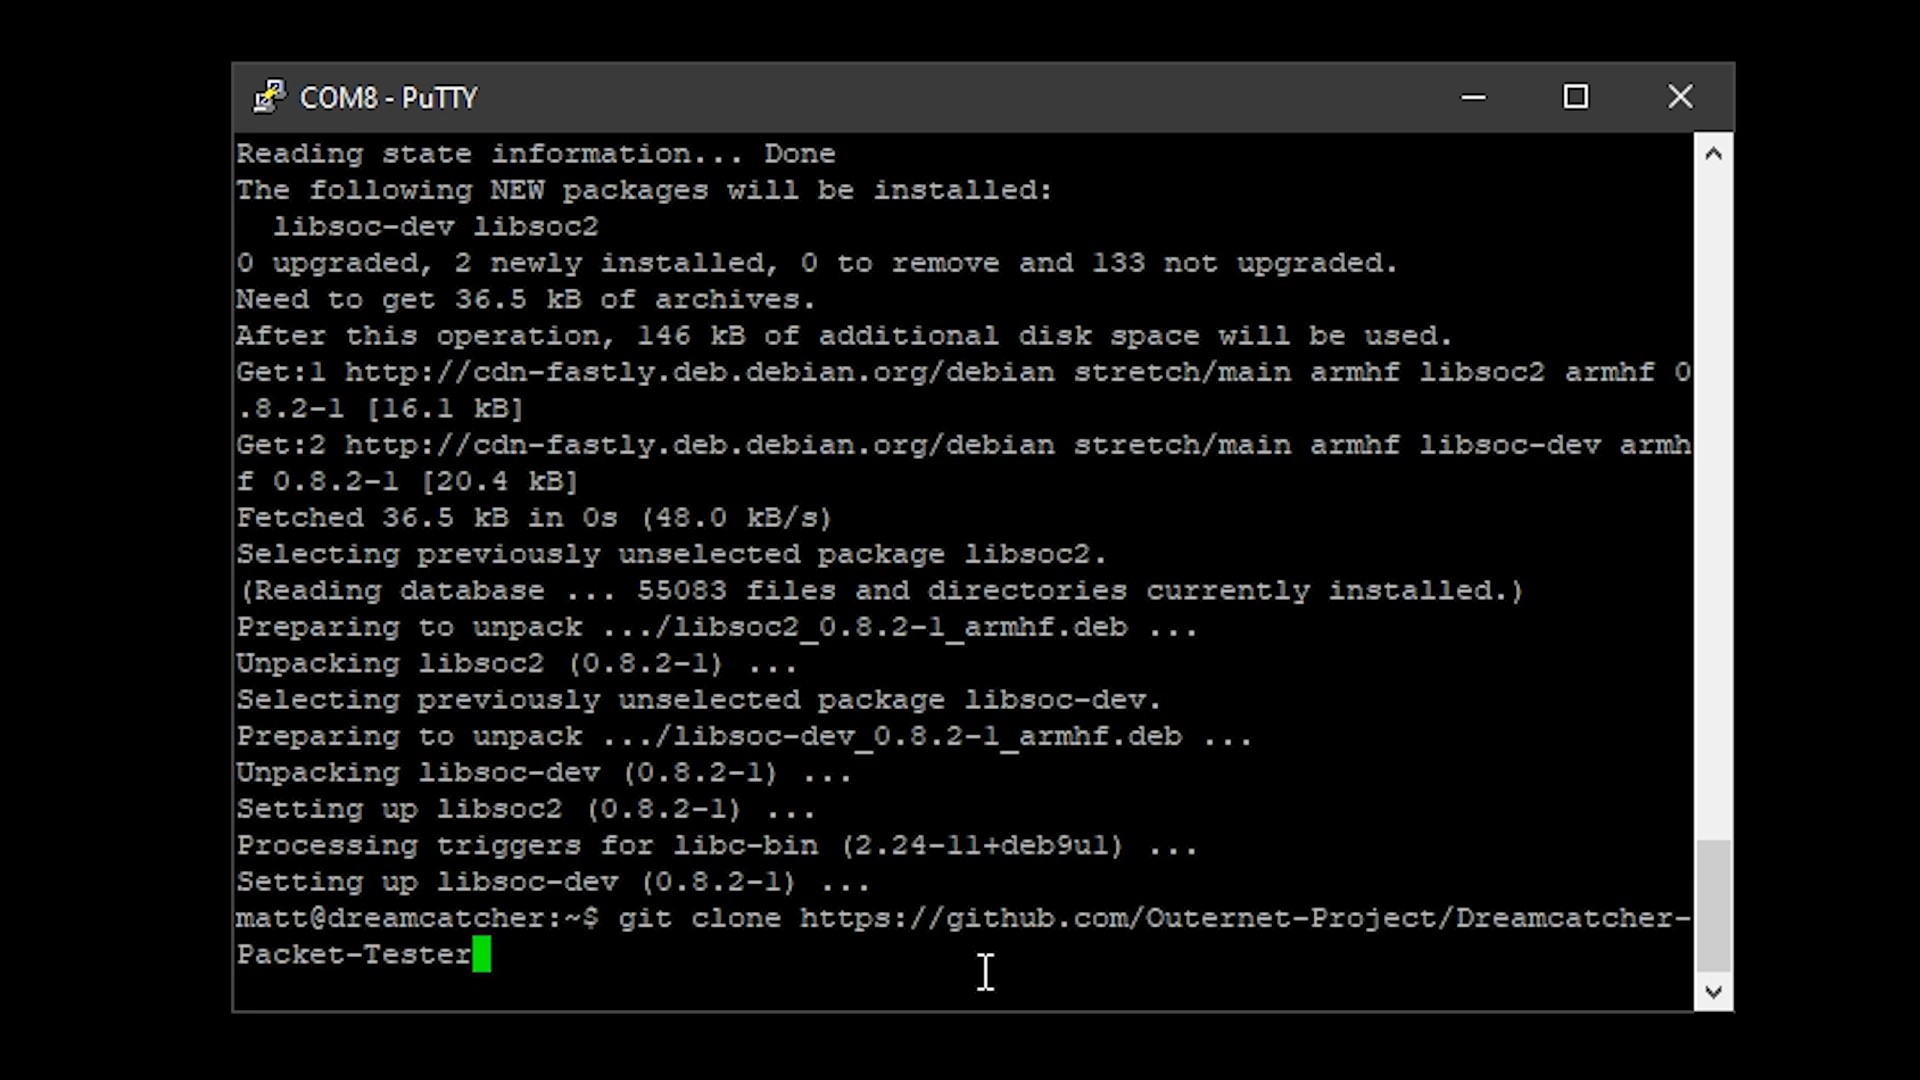 COM8 - PuTTY
Reading state information... Done
The following NEW packages will be installed:
  libsoc-dev libsoc2
0 upgraded, 2 newly installed, 0 to remove and 133 not upgraded.
Need to get 36.5 kB of archives.
After this operation, 146 kB of additional disk space will be used.
Get:1 http://cdn-fastly.deb.debian.org/debian stretch/main armhf libsoc2 armhf 0
.8.2-1 [16.1 kB]
Get:2 http://cdn-fastly.deb.debian.org/debian stretch/main armhf libsoc-dev armh
f 0.8.2-1 [20.4 kB]
Fetched 36.5 kB in 0s (48.0 kB/s)
Selecting previously unselected package libsoc2.
(Reading database ... 55083 files and directories currently installed.)
Preparing to unpack .../libsoc2_0.8.2-1_armhf.deb ...
Unpacking libsoc2 (0.8.2-1) ...
Selecting previously unselected package libsoc-dev.
Preparing to unpack .../libsoc-dev_0.8.2-1_armhf.deb ...
Unpacking libsoc-dev (0.8.2-1) ...
Setting up libsoc2 (0.8.2-1) ...
Processing triggers for libc-bin (2.24-11+deb9u1) ...
Setting up libsoc-dev (0.8.2-1) ...
matt@dreamcatcher:~$ git clone https://github.com/Outernet-Project/Dreamcatcher-
Packet-Tester